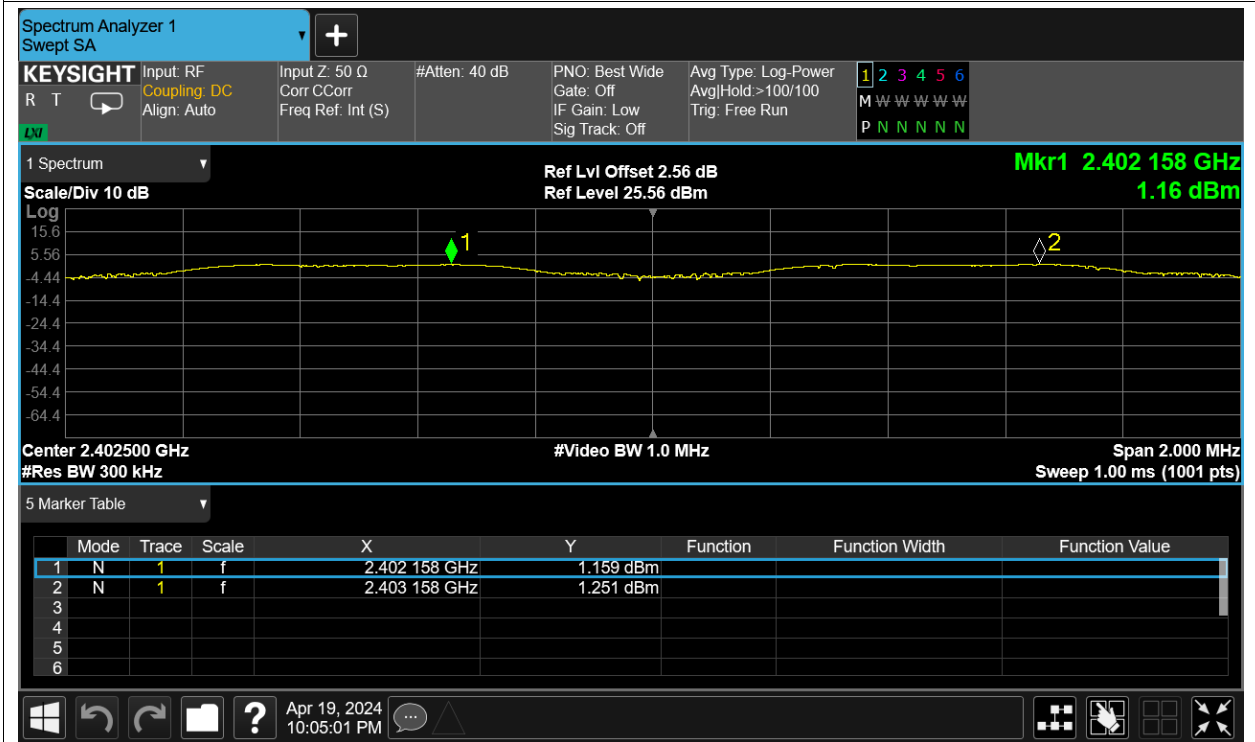 Spectrum Analyzer 1
Swept SA
+
KEYSIGHT Input: RF Input Z: 50 Ω #Atten: 40 dB PNO: Best Wide Avg Type: Log-Power 1 2 3 4 5 6
R T Coupling: DC Corr CCorr Gate: Off Avg|Hold:>100/100 M W W W W W
Align: Auto Freq Ref: Int (S) IF Gain: Low Trig: Free Run
LXI Sig Track: Off P N N N N N
1 Spectrum Ref Lvl Offset 2.56 dB Mkr1 2.402 158 GHz
Scale/Div 10 dB Ref Level 25.56 dBm 1.16 dBm
Log
15.6
1 2
5.56
-4.44
-14.4
-24.4
-34.4
-44.4
-54.4
-64.4
Center 2.402500 GHz #Video BW 1.0 MHz Span 2.000 MHz
#Res BW 300 kHz Sweep 1.00 ms (1001 pts)
5 Marker Table
Mode Trace Scale X Y Function Function Width Function Value
1 N 1 f 2.402 158 GHz 1.159 dBm
2 N 1 f 2.403 158 GHz 1.251 dBm
3
4
5
6
? Apr 19, 2024
10:05:01 PM